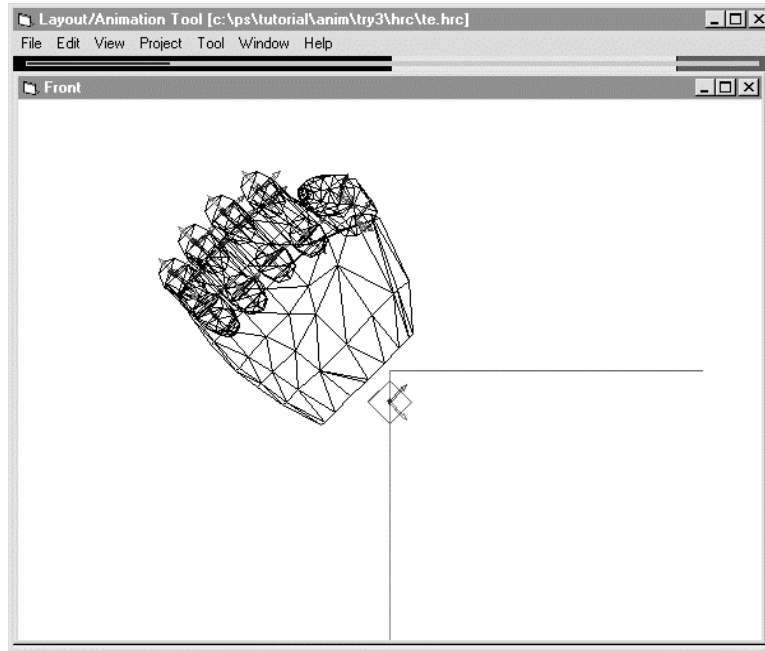 Layout/Animation Tool [c:\ps\tutorial\anim\try3\hrc\te.hrc]
File Edit View Project Tool Window Help
Front